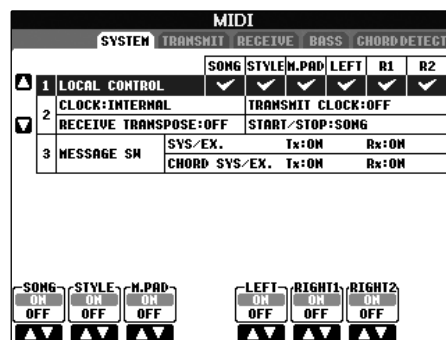 MIDI
SYSTEM TRANSMIT RECEIVE BASS CHORD DETECT
SONG STYLE M.PAD LEFT R1 R2
1 LOCAL CONTROL
2 CLOCK:INTERNAL TRANSMIT CLOCK:OFF
RECEIVE TRANSPOSE:OFF START/STOP:SONG
3 MESSAGE SW SYS/EX. Tx:ON Rx:ON
CHORD SYS/EX. Tx:ON Rx:ON
SONG STYLE M.PAD LEFT RIGHT1 RIGHT2
ON ON ON ON ON ON
OFF OFF OFF OFF OFF OFF